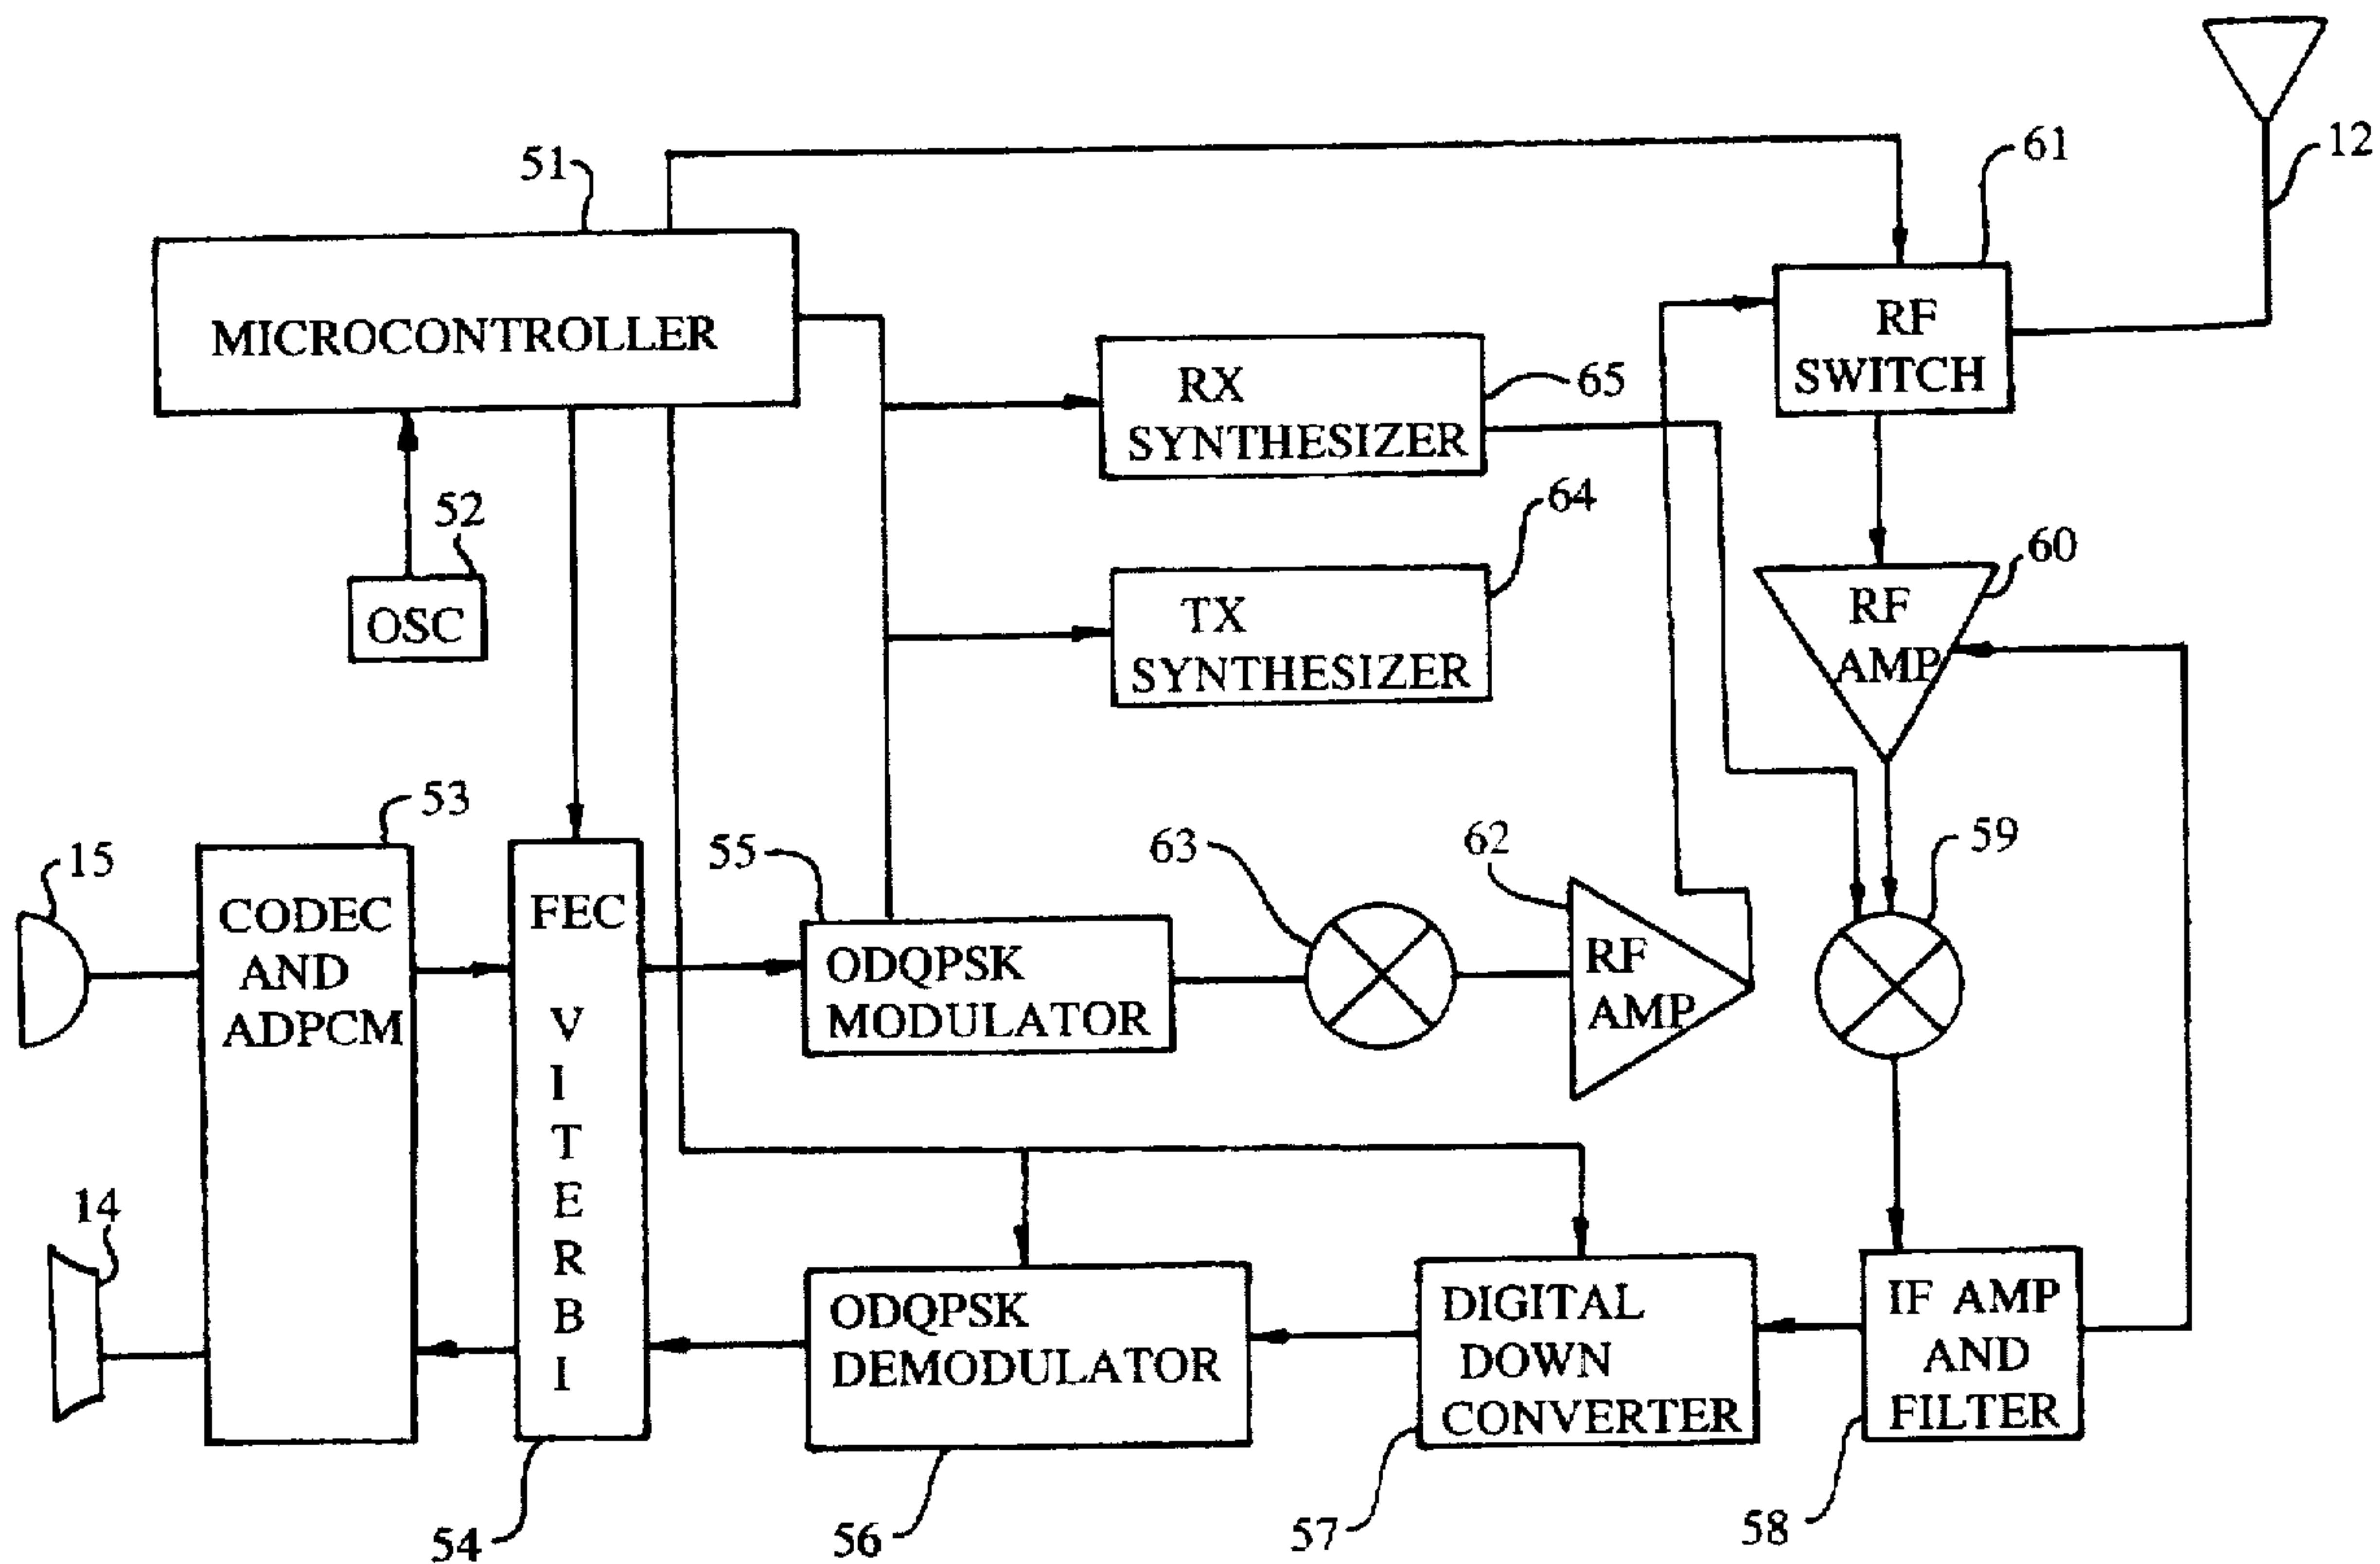 12
51
61
MICROCONTROLLER
RF
SWITCH
RX
SYNTHESIZER
65
52
OSC
64
TX
SYNTHESIZER
60
RF
AMP
53
15
CODEC
AND
ADPCM
FEC
V
I
T
E
R
B
I
55
ODQPSK
MODULATOR
63
62
RF
AMP
59
14
ODQPSK
DEMODULATOR
DIGITAL
DOWN
CONVERTER
IF AMP
AND
FILTER
54
56
57
58